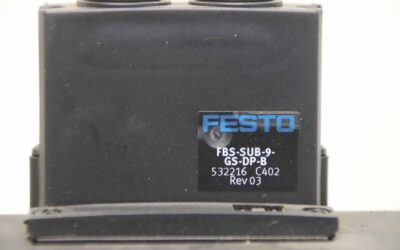 FESTO
FBS-SUB-9-
GS-DP-B
532216 C402
Rev 03